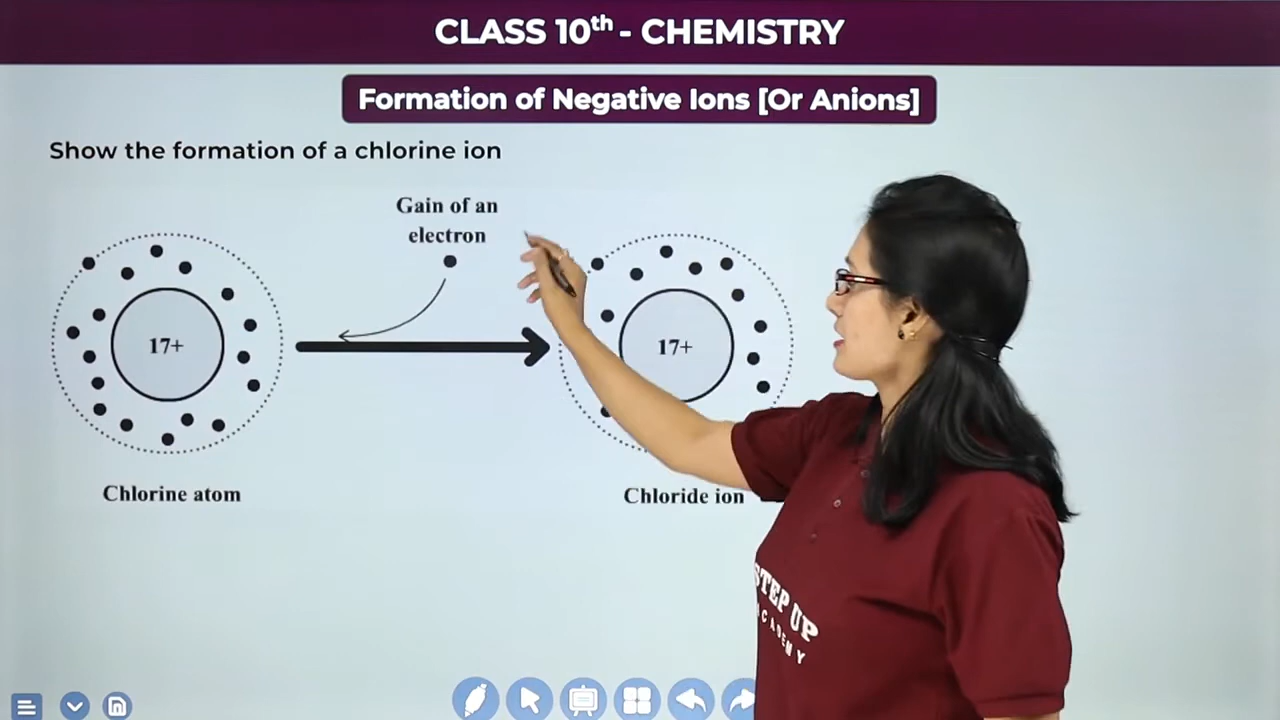 CLASS 10th - CHEMISTRY
Formation of Negative Ions [Or Anions]
Show the formation of a chlorine ion
Gain of an
electron
17+
17+
Chlorine atom
Chloride ion
STEP UP
ACADEMY